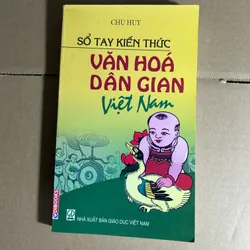 CHU HUY
SỔ TAY KIẾN THỨC
VĂN HOÁ
DÂN GIAN
Việt Nam
NHÀ XUẤT BẢN GIÁO DỤC VIỆT NAM